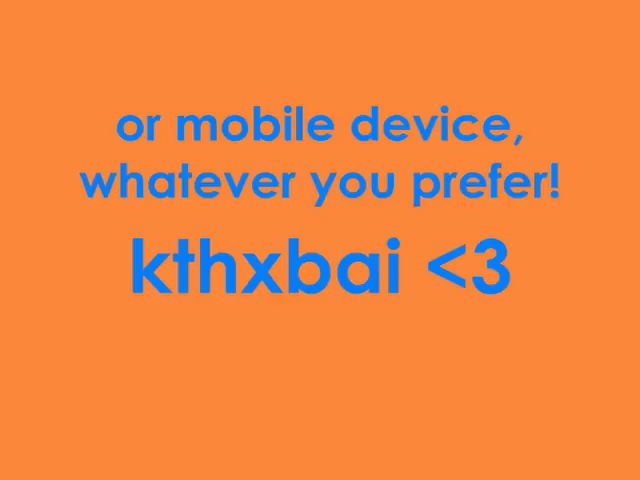 or mobile device,
whatever you prefer!
kthxbai <3